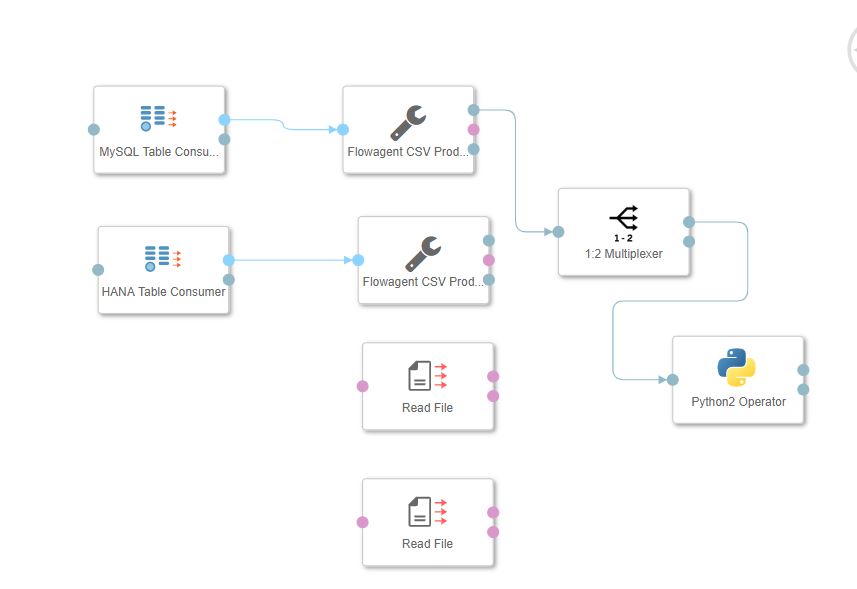 MySQL Table Consu...
Flowagent CSV Prod...
1-2
1:2 Multiplexer
HANA Table Consumer
Flowagent CSV Prod...
Python2 Operator
Read File
Read File